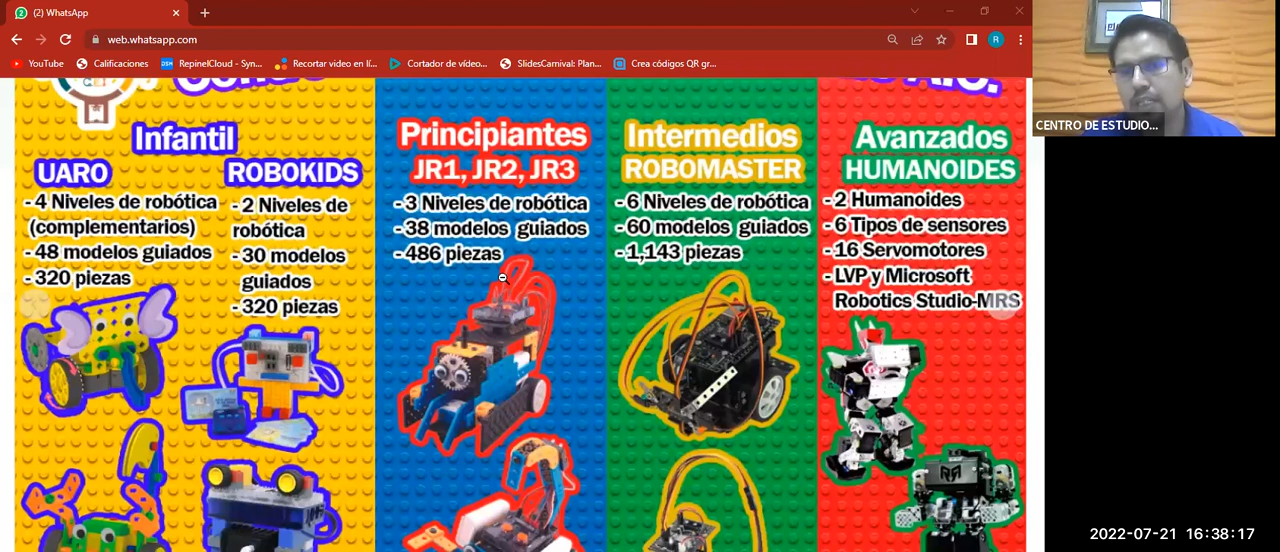 (2) WhatsApp
web.whatsapp.com
YouTube
Calificaciones
RepinelCloud - Syn...
Recortar video en lí...
Cortador de vídeo...
SlidesCarnival: Plan...
Crea códigos QR gr...
CENTRO DE ESTUDIO...
Infantil
UARO
- 4 Niveles de robótica
(complementarios)
- 48 modelos guiados
- 320 piezas
ROBOKIDS
- 2 Niveles de
robótica
- 30 modelos
guiados
- 320 piezas
Principiantes
JR1, JR2, JR3
- 3 Niveles de robótica
- 38 modelos guiados
- 486 piezas
Intermedios
ROBOMASTER
- 6 Niveles de robótica
- 60 modelos guiados
- 1,143 piezas
Avanzados
HUMANOIDES
- 2 Humanoides
- 6 Tipos de sensores
- 16 Servomotores
- LVP y Microsoft
Robotics Studio-MRS
2022-07-21 16:38:17